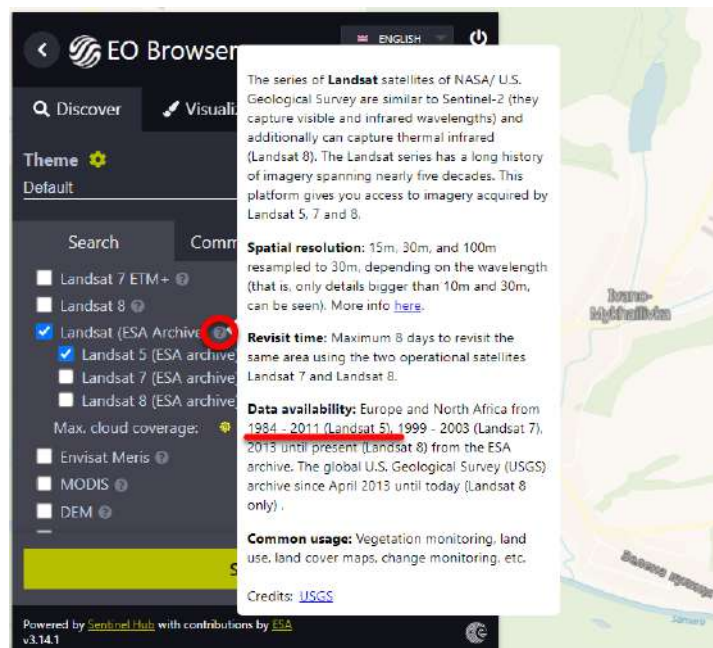 EO Browser
ENGLISH
Discover
Visuali
Theme
Default
Search
Comm
Landsat 7 ETM+
Landsat 8
Landsat (ESA Archive
Landsat 5 (ESA archive)
Landsat 7 (ESA archive)
Landsat 8 (ESA archive)
Max. cloud coverage:
Envisat Meris
MODIS
DEM
S
Powered by Sentinel Hub with contributions by ESA
v3.14.1
The series of Landsat satellites of NASA/ U.S.
Geological Survey are similar to Sentinel-2 (they
capture visible and infrared wavelengths) and
additionally can capture thermal infrared
(Landsat 8). The Landsat series has a long history
of imagery spanning nearly five decades. This
platform gives you access to imagery acquired by
Landsat 5, 7 and 8.
Spatial resolution: 15m, 30m, and 100m
resampled to 30m, depending on the wavelength
(that is, only details bigger than 10m and 30m,
can be seen). More info here.
Revisit time: Maximum 8 days to revisit the
same area using the two operational satellites
Landsat 7 and Landsat 8.
Data availability: Europe and North Africa from
1984 - 2011 (Landsat 5), 1999 - 2003 (Landsat 7),
2013 until present (Landsat 8) from the ESA
archive. The global U.S. Geological Survey (USGS)
archive since April 2013 until today (Landsat 8
only) .
Common usage: Vegetation monitoring, land
use, land cover maps, change monitoring, etc.
Credits: USGS
Ivano-
Mykhailivka